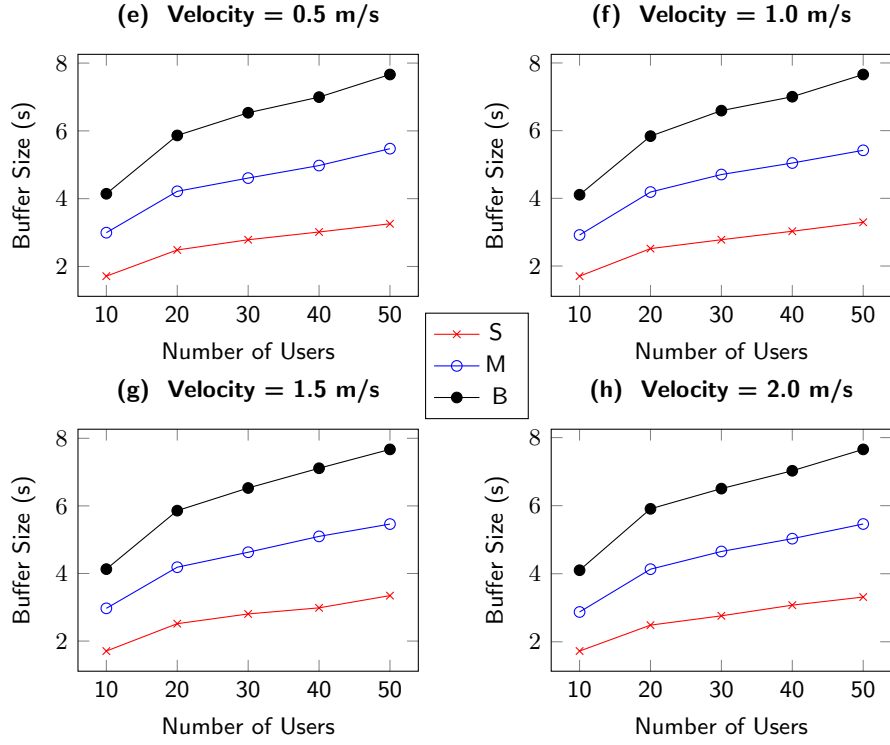 (e) Velocity = 0.5 m/s
(f) Velocity = 1.0 m/s
8
6
4
2
Buffer Size (s)
10 20 30 40 50
Number of Users
8
6
4
2
Buffer Size (s)
10 20 30 40 50
Number of Users
S
M
B
(g) Velocity = 1.5 m/s
(h) Velocity = 2.0 m/s
8
6
4
2
Buffer Size (s)
10 20 30 40 50
Number of Users
8
6
4
2
Buffer Size (s)
10 20 30 40 50
Number of Users